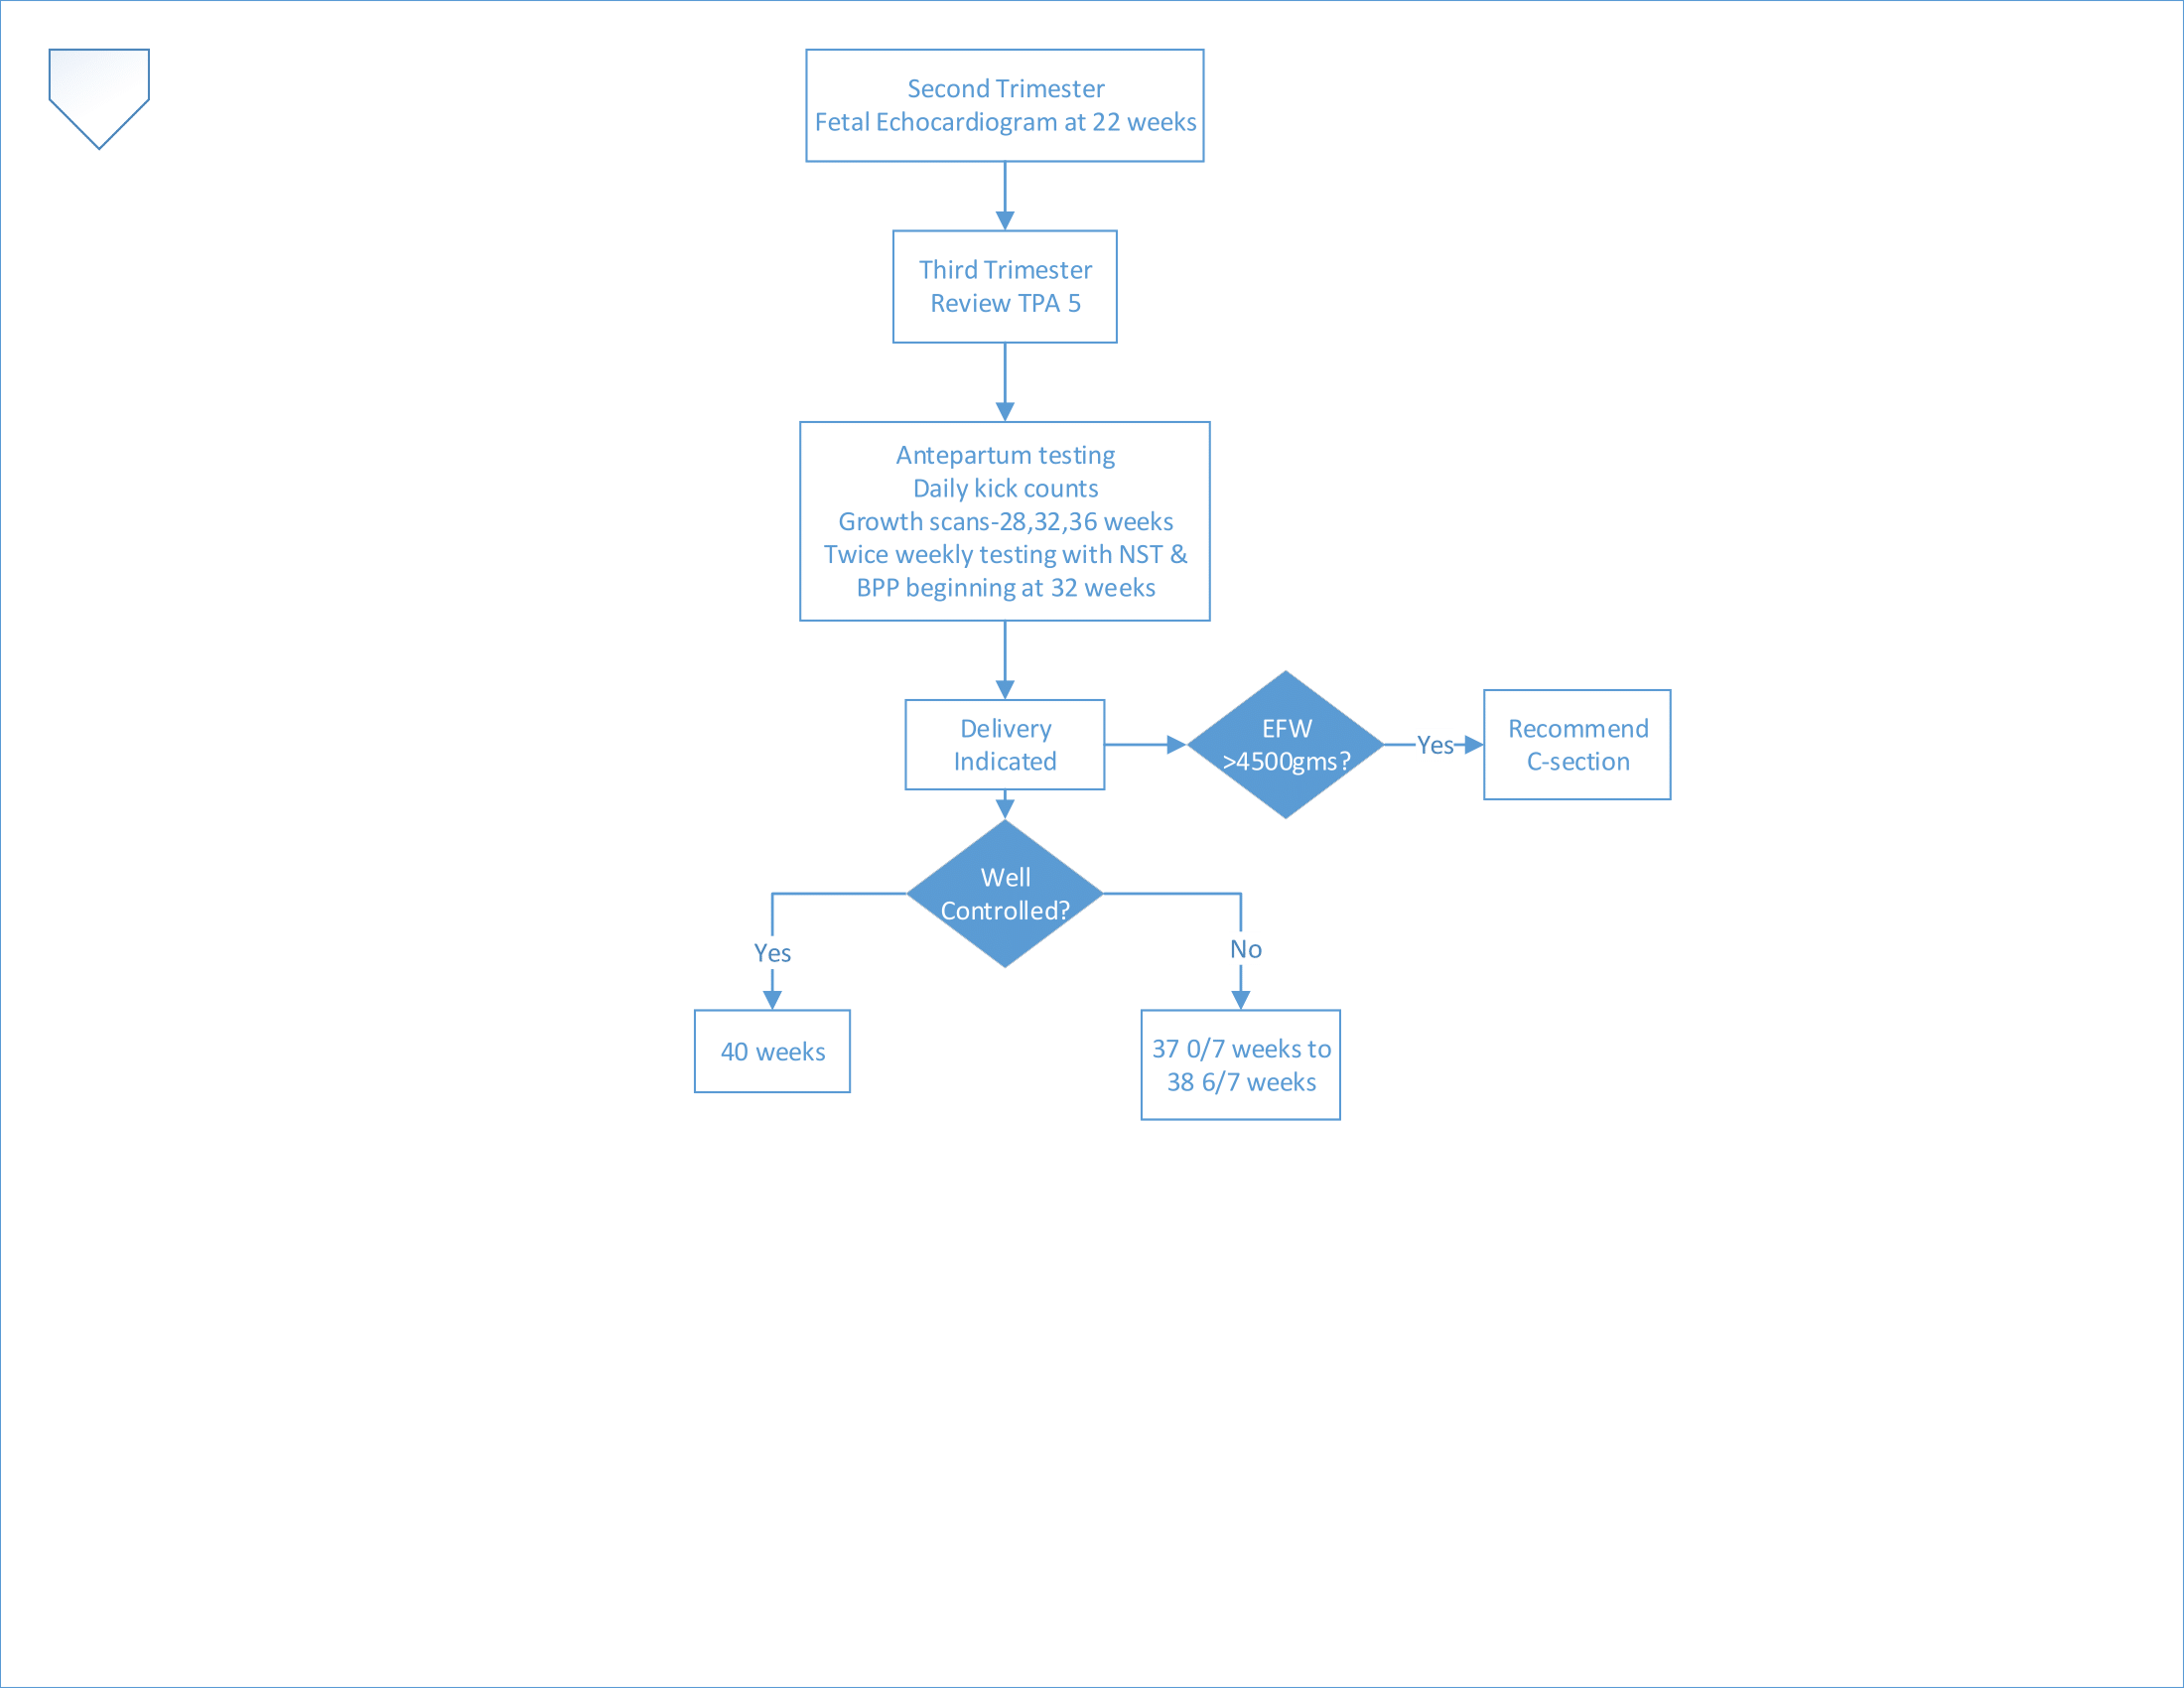 Second Trimester
Fetal Echocardiogram at 22 weeks
Third Trimester
Review TPA 5
Antepartum testing
Daily kick counts
Growth scans-28,32,36 weeks
Twice weekly testing with NST &
BPP beginning at 32 weeks
Delivery
Indicated
EFW
>4500gms?
Yes
Recommend
C-section
Well
Controlled?
Yes
No
40 weeks
37 0/7 weeks to
38 6/7 weeks